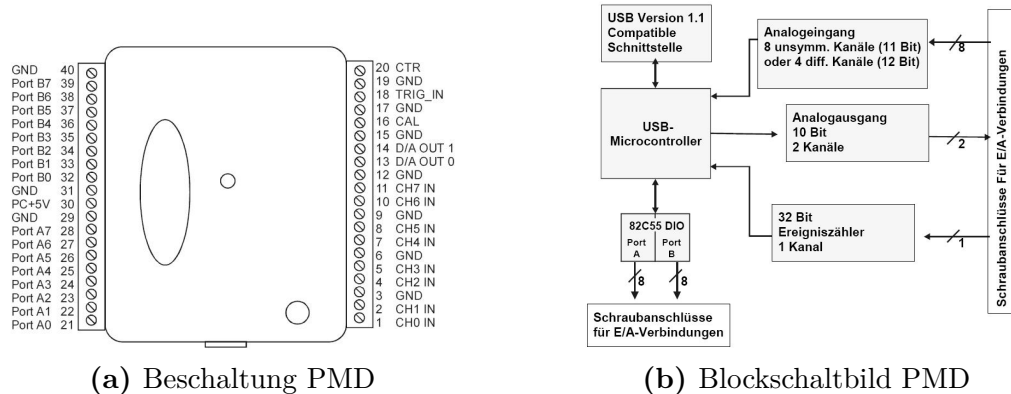 GND 40
Port B7 39
Port B6 38
Port B5 37
Port B4 36
Port B3 35
Port B2 34
Port B1 33
Port B0 32
GND 31
PC+5V 30
GND 29
Port A7 28
Port A6 27
Port A5 26
Port A4 25
Port A3 24
Port A2 23
Port A1 22
Port A0 21
20 CTR
19 GND
18 TRIG_IN
17 GND
16 CAL
15 GND
14 D/A OUT 1
13 D/A OUT 0
12 GND
11 CH7 IN
10 CH6 IN
9 GND
8 CH5 IN
7 CH4 IN
6 GND
5 CH3 IN
4 CH2 IN
3 GND
2 CH1 IN
1 CH0 IN
(a) Beschaltung PMD
USB Version 1.1
Compatible
Schnittstelle
Analogeingang
8 unsymm. Kanäle (11 Bit)
oder 4 diff. Kanäle (12 Bit)
8
USB-
Microcontroller
Analogausgang
10 Bit
2 Kanäle
2
32 Bit
Ereigniszähler
1 Kanal
1
82C55 DIO
Port
A
Port
B
8
8
Schraubanschlüsse
für E/A-Verbindungen
Schraubanschlüsse Für E/A-Verbindungen
(b) Blockschaltbild PMD